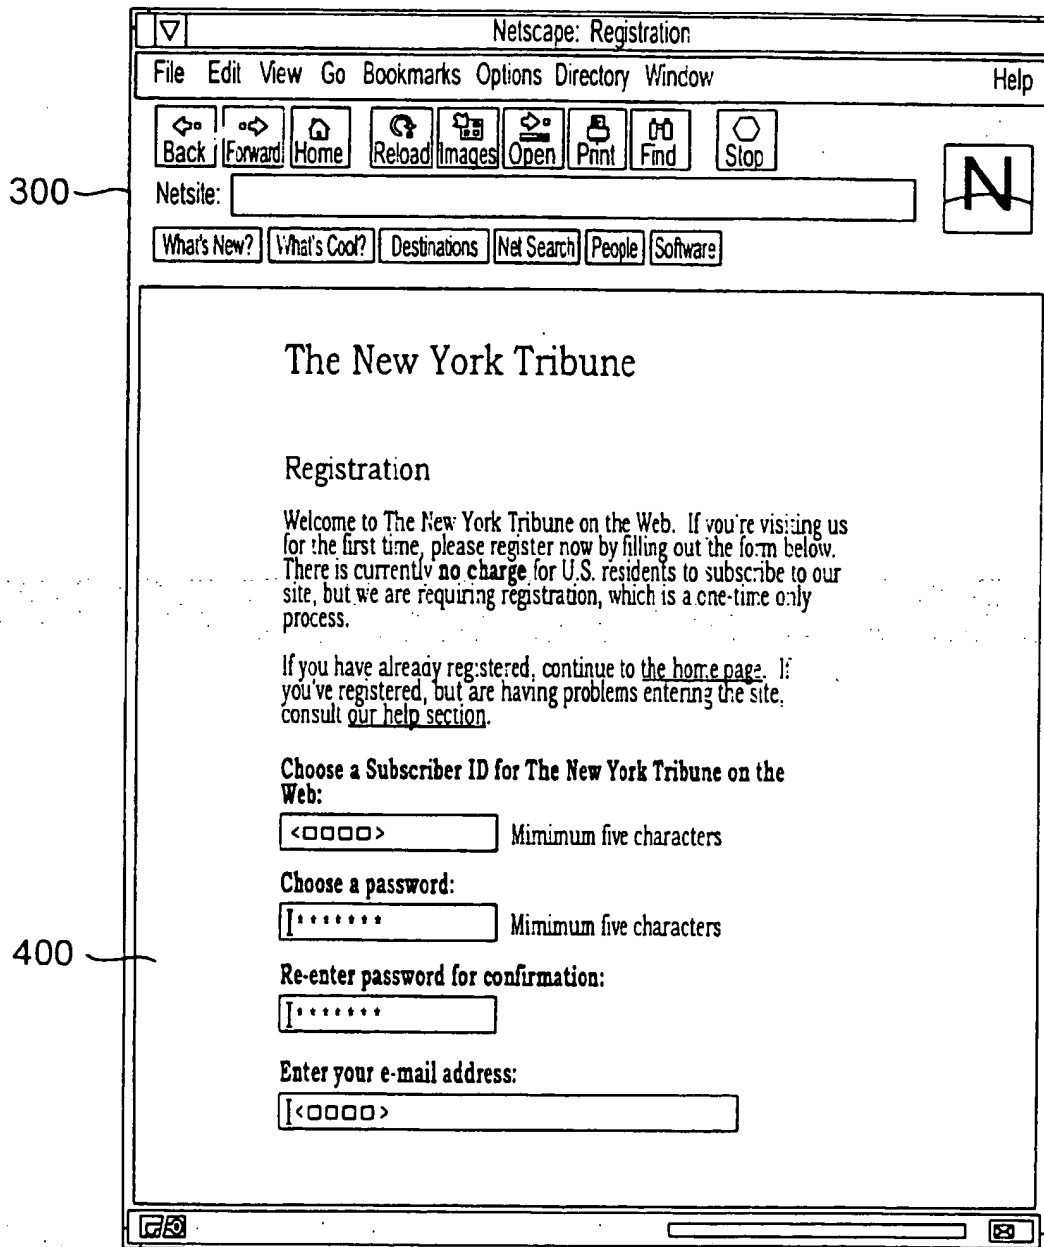 Netscape: Registration
File Edit View Go Bookmarks Options Directory Window Help
Back Forward Home Reload Images Open Print Find Stop
N
300
Netsite:
What's New? What's Cool? Destinations Net Search People Software
The New York Tribune
Registration
Welcome to The New York Tribune on the Web. If you're visiting us
for the first time, please register now by filling out the form below.
There is currently no charge for U.S. residents to subscribe to our
site, but we are requiring registration, which is a one-time only
process.
If you have already registered, continue to the home page. If
you've registered, but are having problems entering the site,
consult our help section.
Choose a Subscriber ID for The New York Tribune on the
Web:
<□□□□> Mimimum five characters
Choose a password:
******* Mimimum five characters
400
Re-enter password for confirmation:
*******
Enter your e-mail address:
<□□□□>